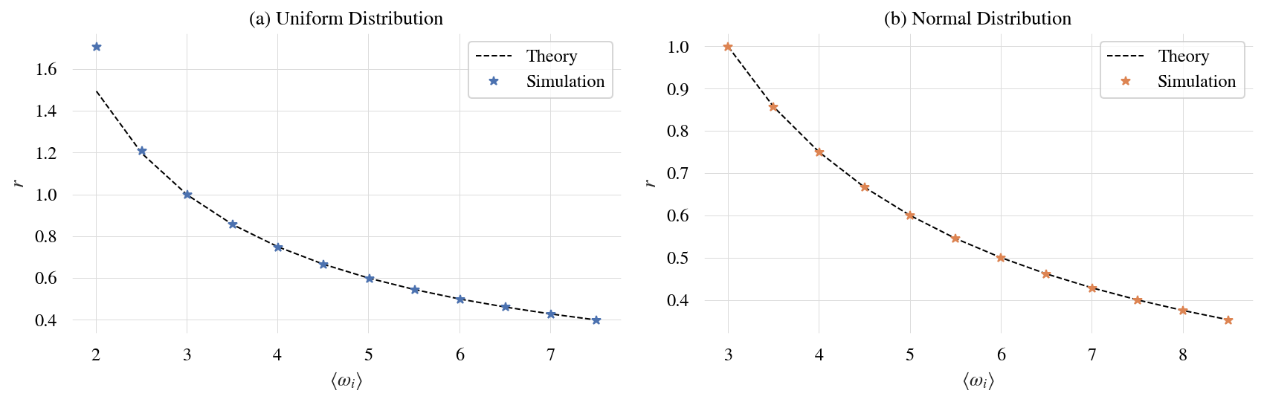 (a) Uniform Distribution
Theory
Simulation
1.6
1.4
1.2
1.0
0.8
0.6
0.4
r
2 3 4 5 6 7
⟨ω_i⟩
(b) Normal Distribution
Theory
Simulation
1.0
0.9
0.8
0.7
0.6
0.5
0.4
r
3 4 5 6 7 8
⟨ω_i⟩